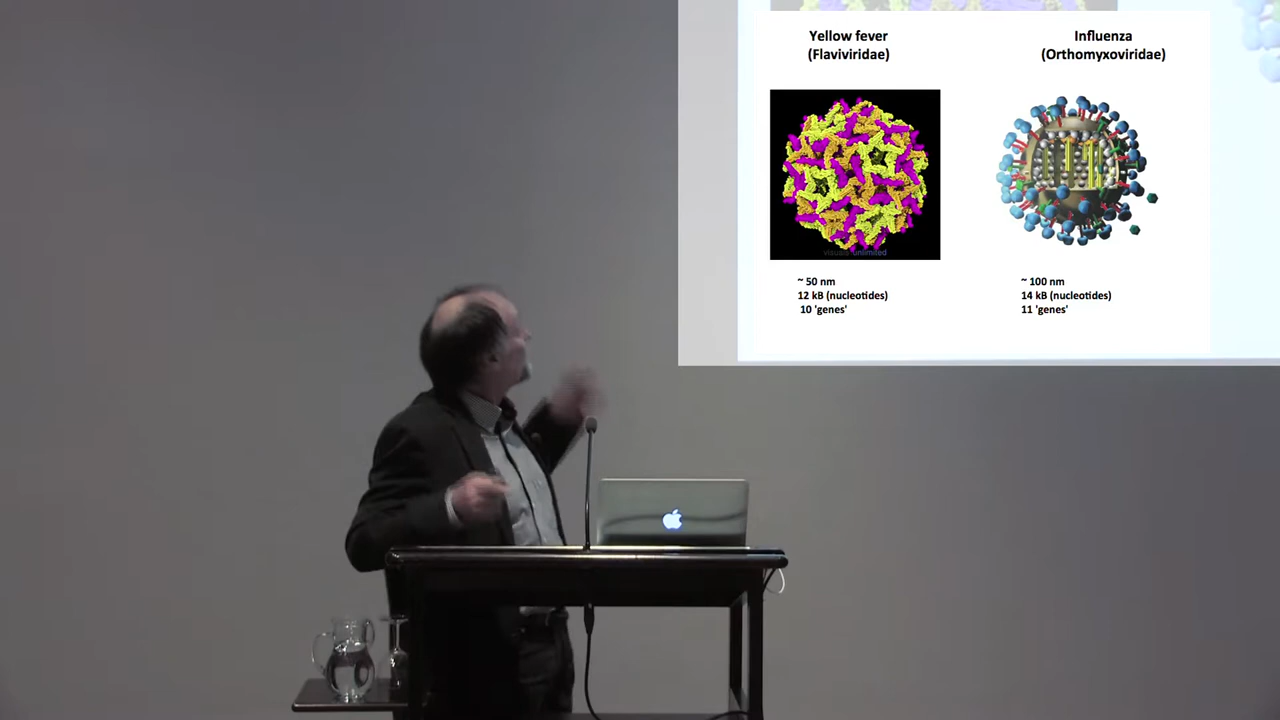 Yellow fever
(Flaviviridae)
Influenza
(Orthomyxoviridae)
unlimited
~ 50 nm
12 kB (nucleotides)
10 'genes'
~ 100 nm
14 kB (nucleotides)
11 'genes'